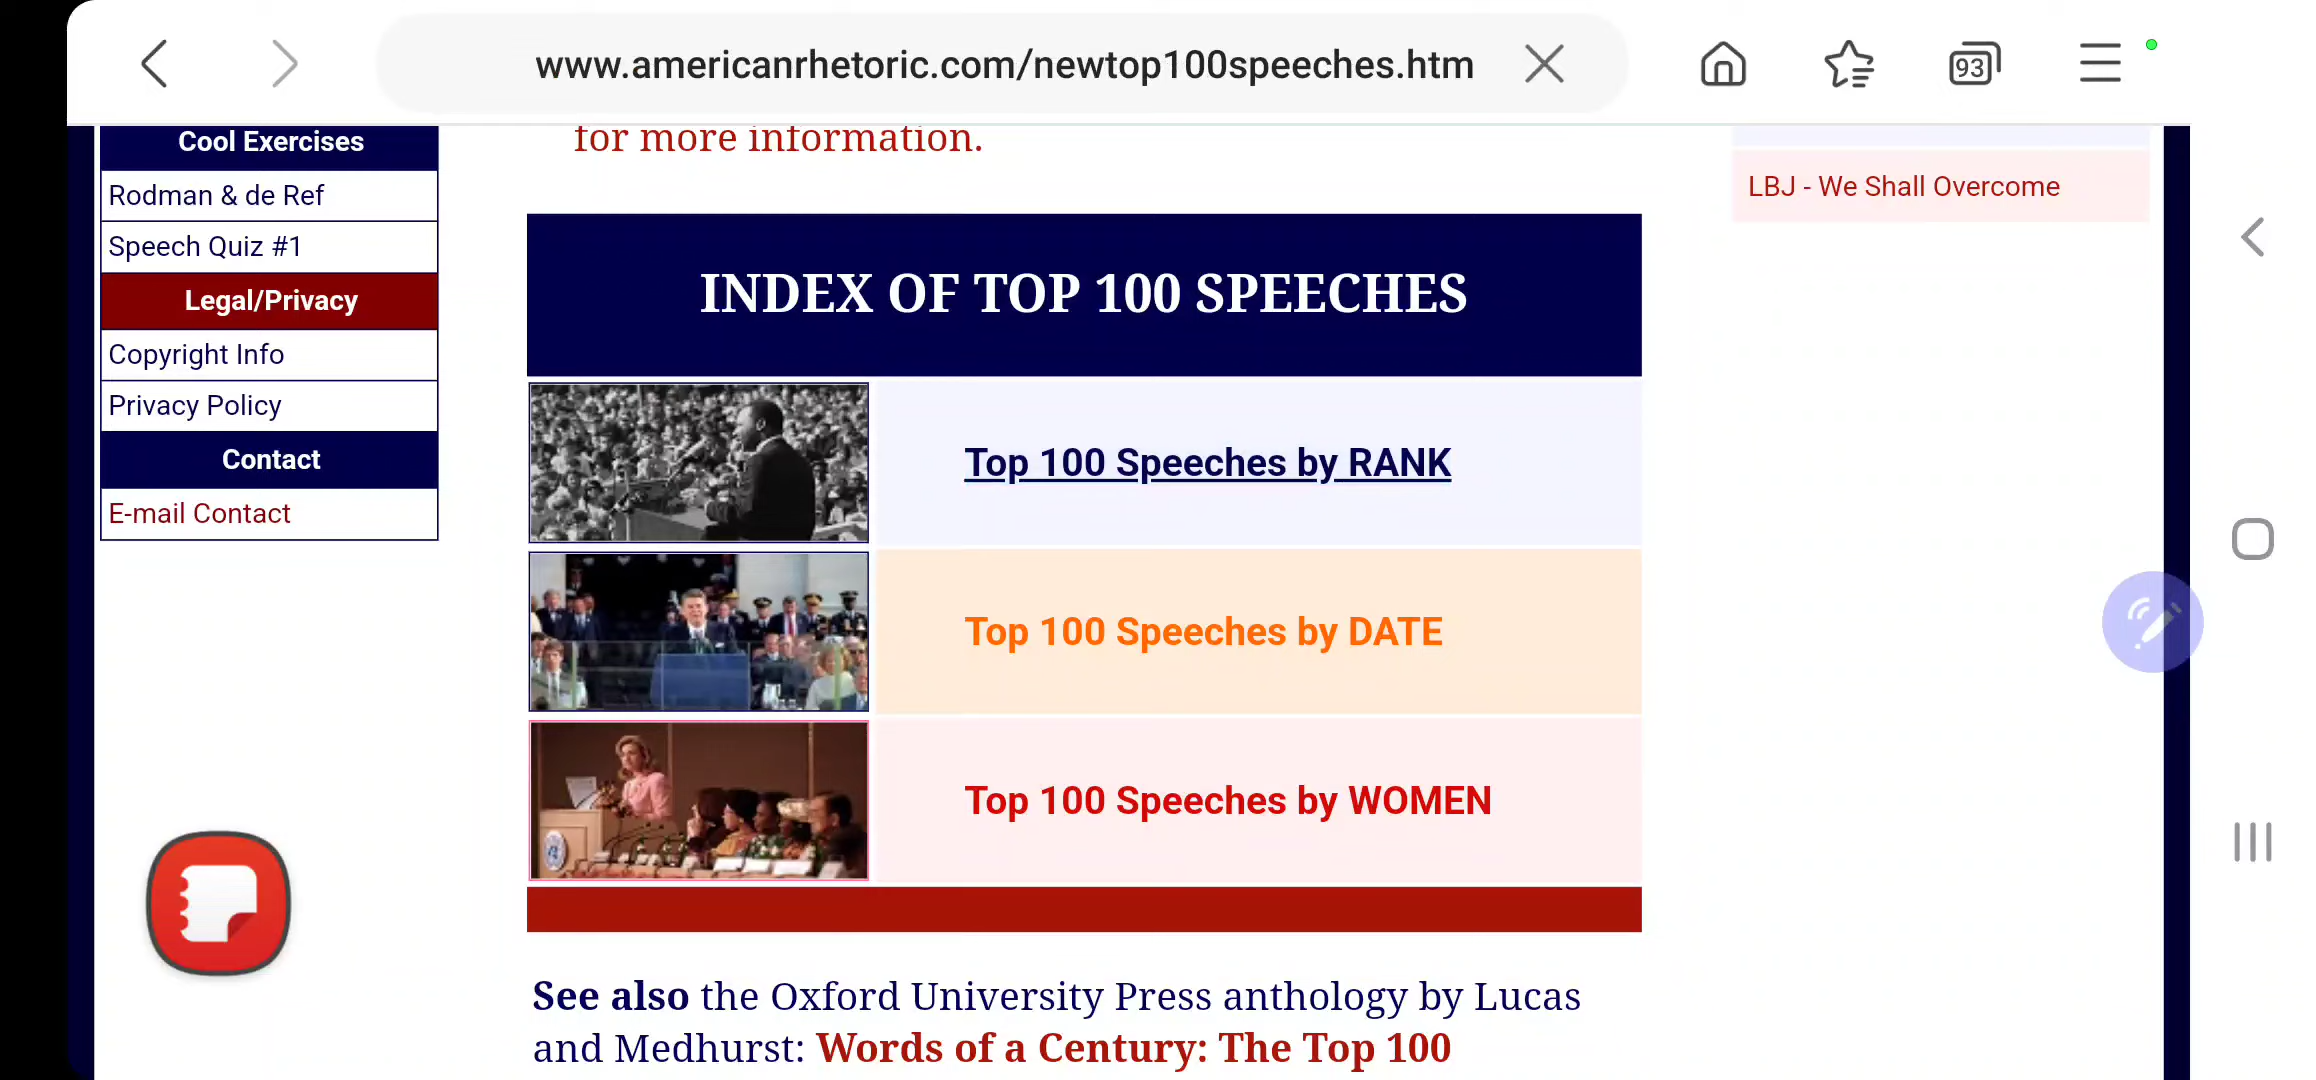 www.americanrhetoric.com/newtop100speeches.htm
93
Cool Exercises
Rodman & de Ref
Speech Quiz #1
Legal/Privacy
Copyright Info
Privacy Policy
Contact
E-mail Contact
for more information.
INDEX OF TOP 100 SPEECHES
Top 100 Speeches by RANK
Top 100 Speeches by DATE
Top 100 Speeches by WOMEN
See also the Oxford University Press anthology by Lucas
and Medhurst: Words of a Century: The Top 100
LBJ - We Shall Overcome